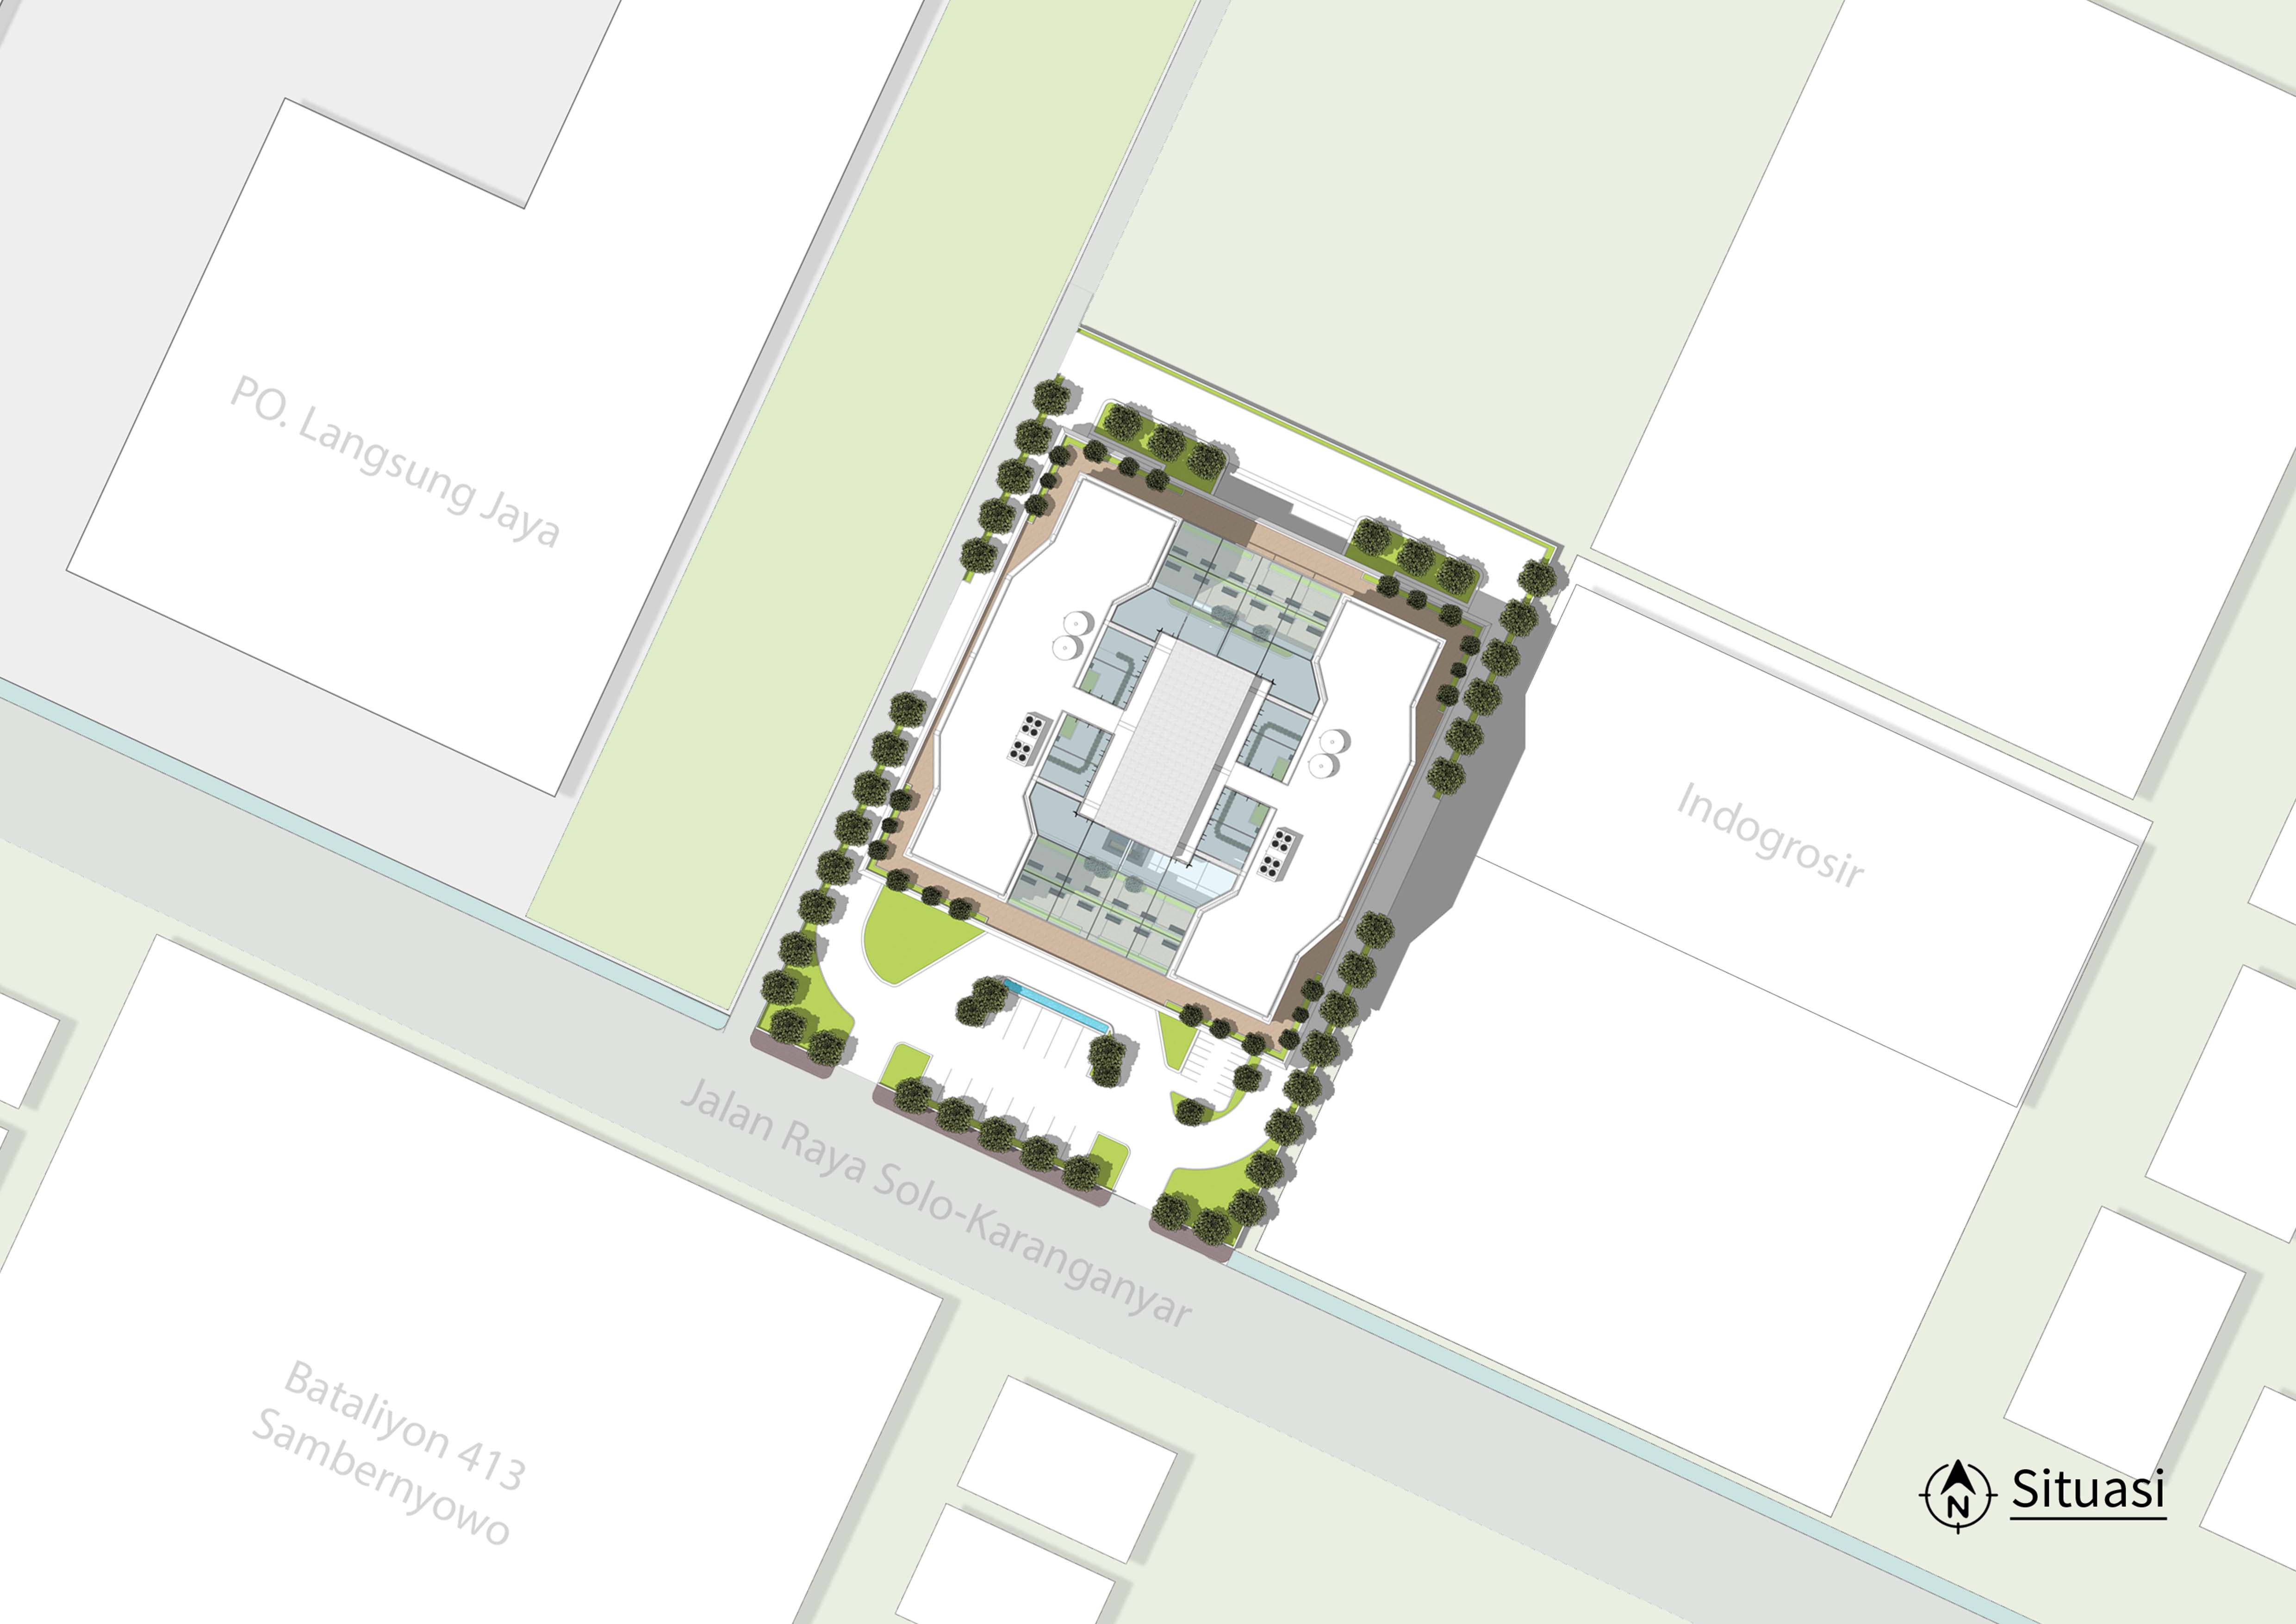 PO. Langsung Jaya
Indogrosir
Jalan Raya Solo-Karanganyar
Bataliyon 413
Sambernyowo
N
Situasi